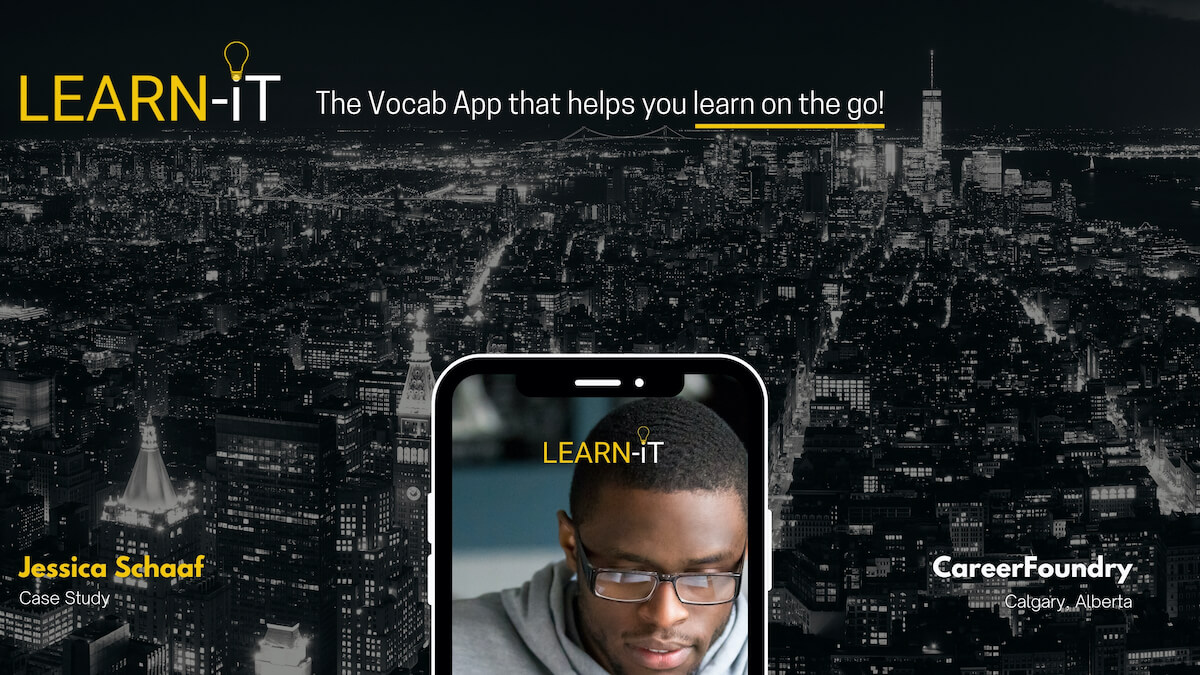 LEARN-iT
The Vocab App that helps you learn on the go!
LEARN-iT
Jessica Schaaf
Case Study
CareerFoundry
Calgary, Alberta